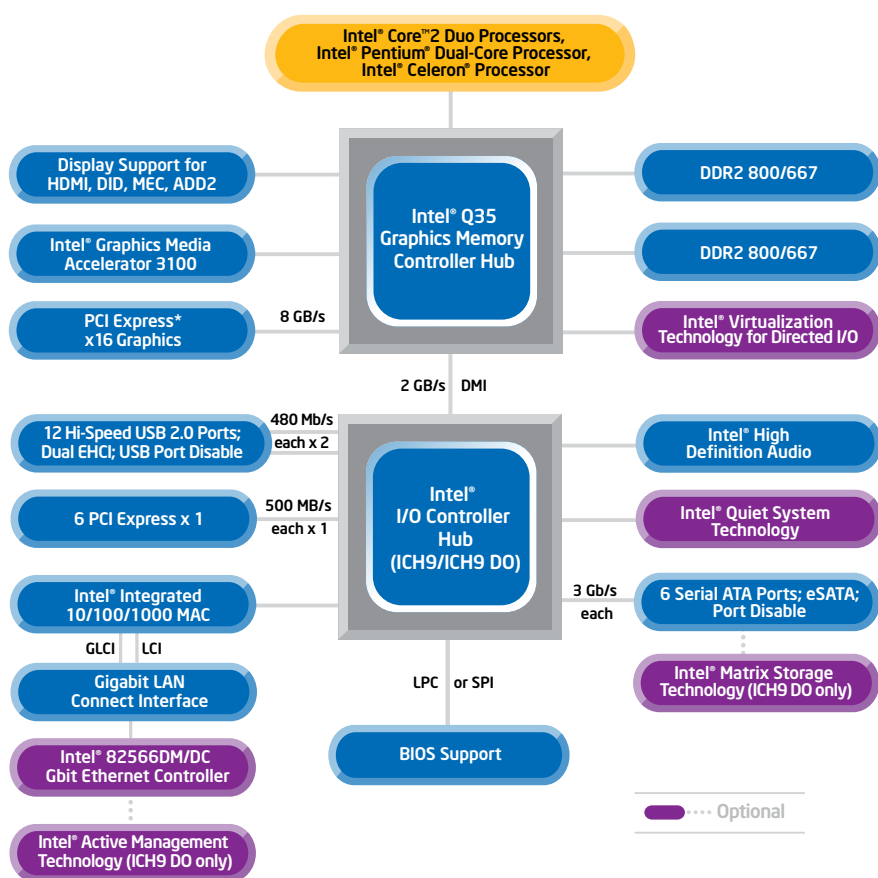 Intel® Core™2 Duo Processors,
Intel® Pentium® Dual-Core Processor,
Intel® Celeron® Processor
Display Support for
HDMI, DID, MEC, ADD2
Intel® Graphics Media
Accelerator 3100
PCI Express*
x16 Graphics
8 GB/s
Intel® Q35
Graphics Memory
Controller Hub
DDR2 800/667
DDR2 800/667
Intel® Virtualization
Technology for Directed I/O
2 GB/s DMI
12 Hi-Speed USB 2.0 Ports;
Dual EHCI; USB Port Disable
480 Mb/s
each x 2
6 PCI Express x 1
500 MB/s
each x 1
Intel® Integrated
10/100/1000 MAC
GLCI LCI
Gigabit LAN
Connect Interface
Intel® 82566DM/DC
Gbit Ethernet Controller
Intel® Active Management
Technology (ICH9 DO only)
Intel®
I/O Controller
Hub
(ICH9/ICH9 DO)
LPC or SPI
BIOS Support
Intel® High
Definition Audio
Intel® Quiet System
Technology
3 Gb/s
each
6 Serial ATA Ports; eSATA;
Port Disable
Intel® Matrix Storage
Technology (ICH9 DO only)
Optional